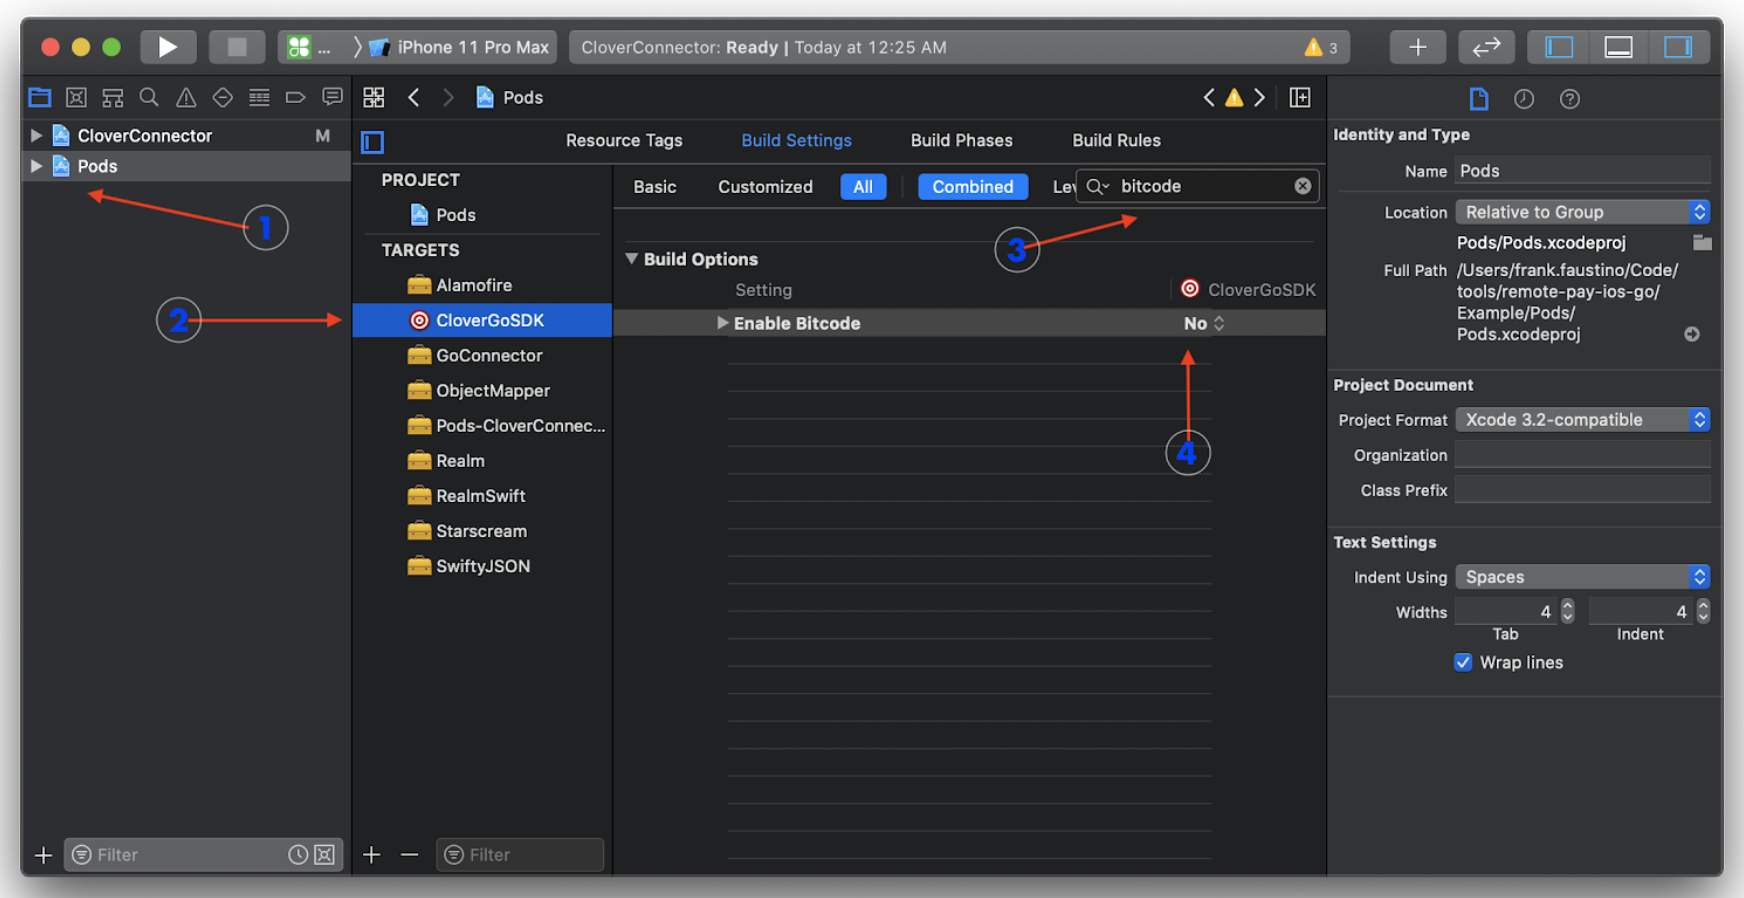 ... iPhone 11 Pro Max
CloverConnector: Ready | Today at 12:25 AM
3
Pods
CloverConnector M
Pods
1
2
3
4
Resource Tags Build Settings Build Phases Build Rules
PROJECT
Pods
TARGETS
Alamofire
CloverGoSDK
GoConnector
ObjectMapper
Pods-CloverConnec...
Realm
RealmSwift
Starscream
SwiftyJSON
Basic Customized All Combined Lev bitcode
Build Options
Setting CloverGoSDK
Enable Bitcode No
Identity and Type
Name Pods
Location Relative to Group
Pods/Pods.xcodeproj
Full Path /Users/frank.faustino/Code/
tools/remote-pay-ios-go/
Example/Pods/
Pods.xcodeproj
Project Document
Project Format Xcode 3.2-compatible
Organization
Class Prefix
Text Settings
Indent Using Spaces
Widths 4 4
Tab Indent
Wrap lines
Filter
Filter